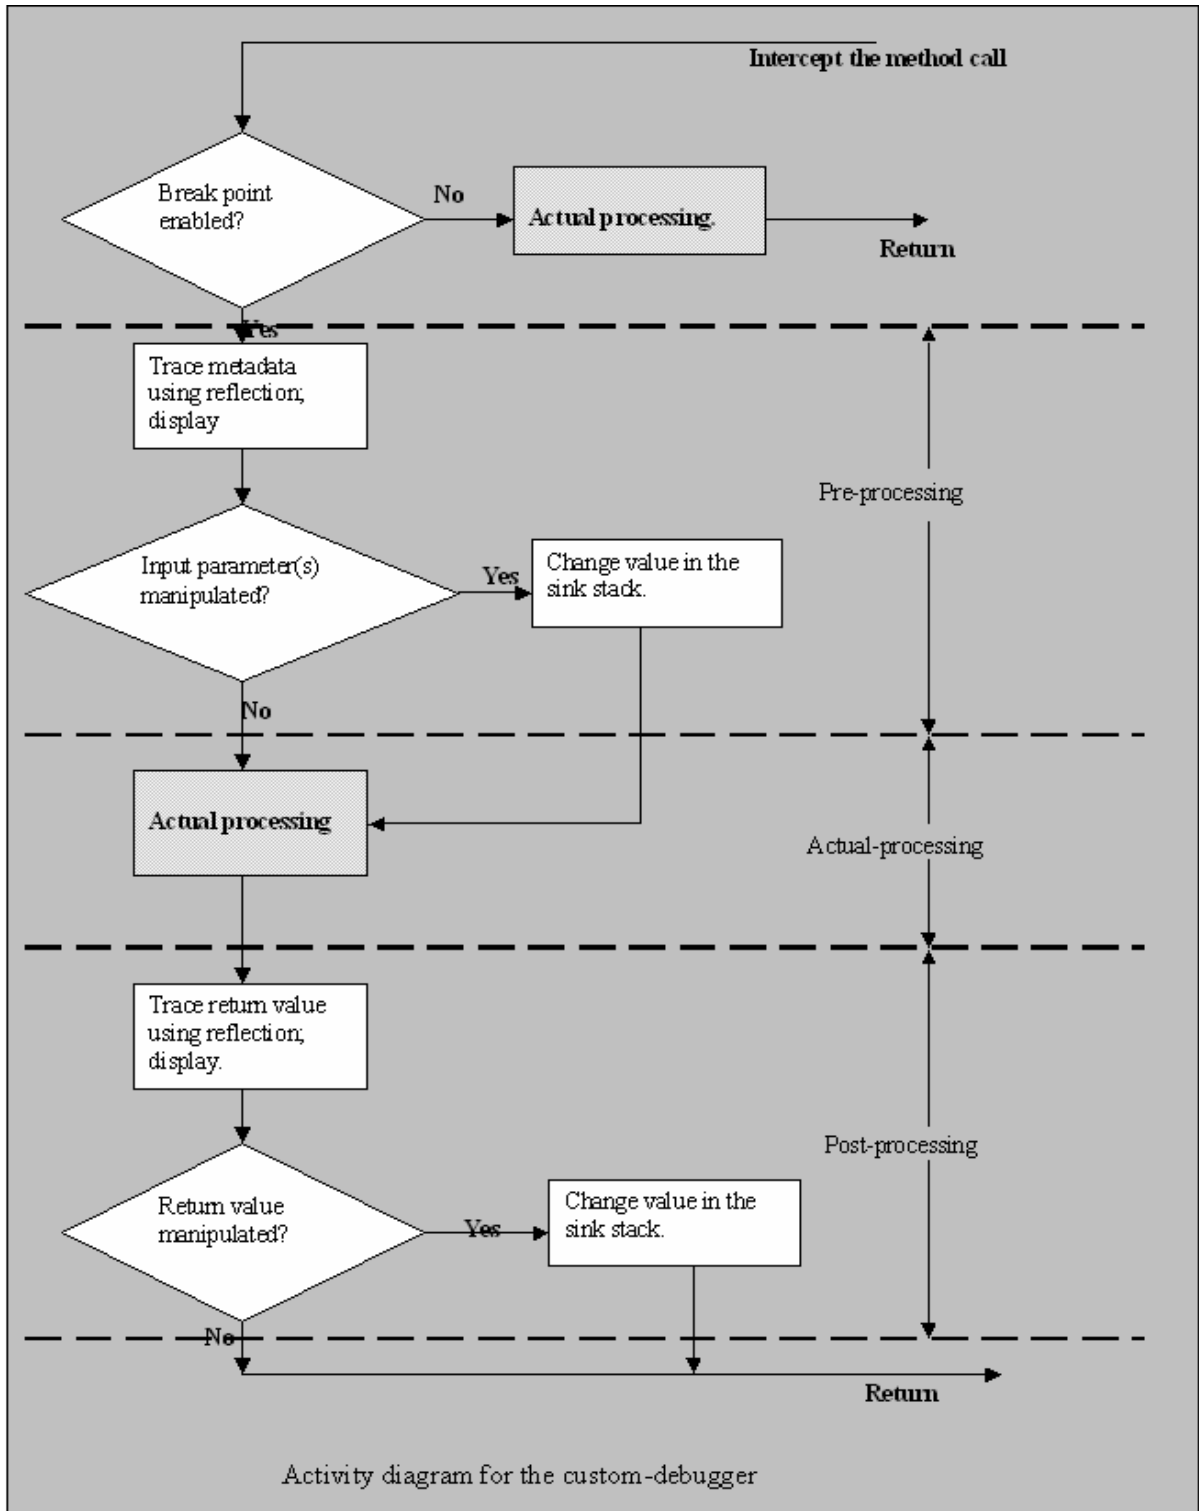 Intercept the method call
Break point
enabled?
No
Actual processing.
Return
Yes
Trace metadata
using reflection;
display
Pre-processing
Input parameter(s)
manipulated?
Yes
Change value in the
sink stack.
No
Actual processing
Actual-processing
Trace return value
using reflection;
display.
Post-processing
Return value
manipulated?
Yes
Change value in the
sink stack.
No
Return
Activity diagram for the custom-debugger